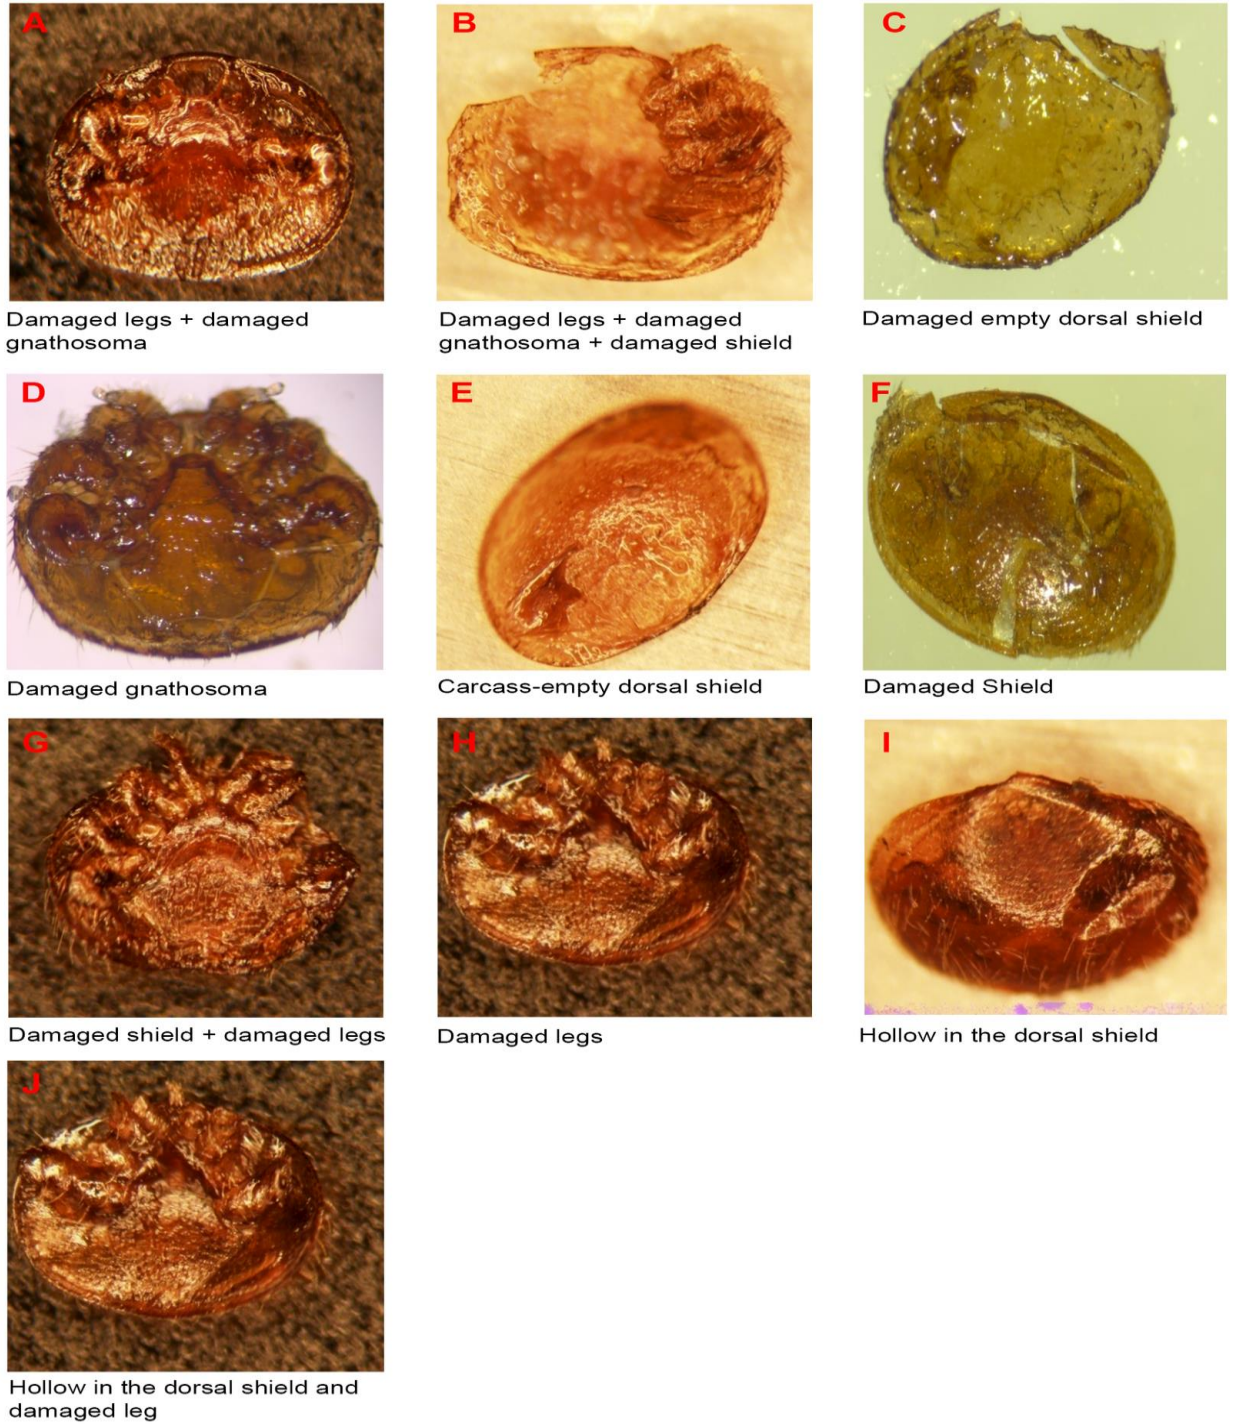 A
B
C
Damaged legs + damaged
gnathosoma
Damaged legs + damaged
gnathosoma + damaged shield
Damaged empty dorsal shield
D
E
F
Damaged gnathosoma
Carcass-empty dorsal shield
Damaged Shield
G
H
I
Damaged shield + damaged legs
Damaged legs
Hollow in the dorsal shield
J
Hollow in the dorsal shield and
damaged leg